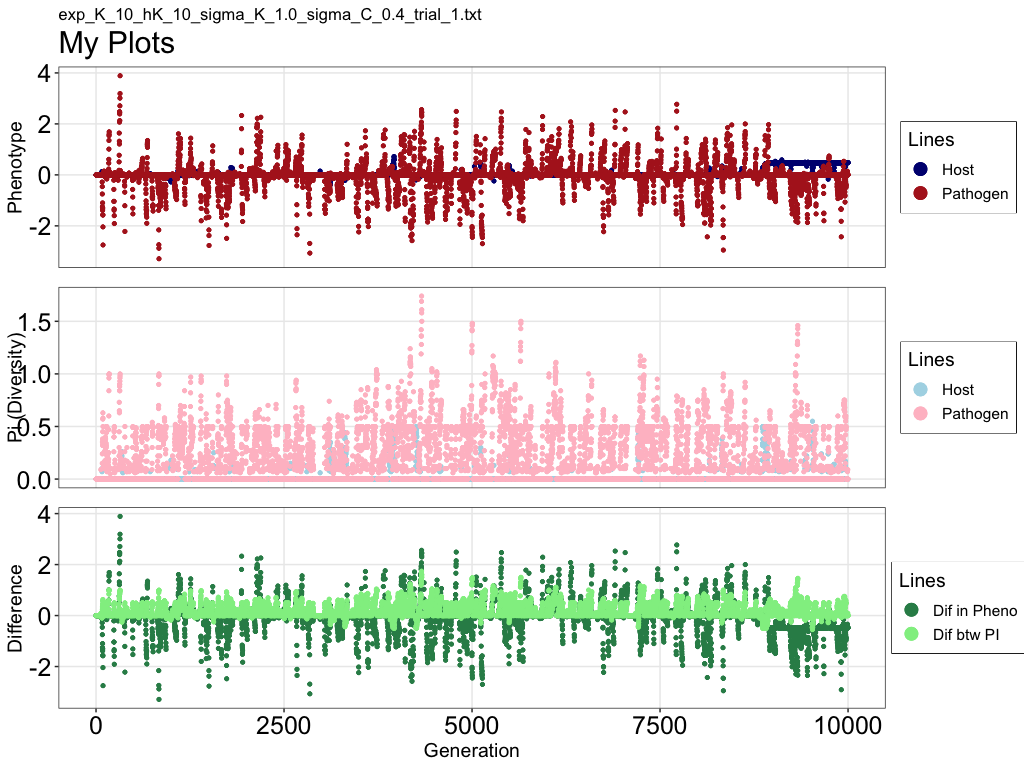 exp_K_10_hK_10_sigma_K_1.0_sigma_C_0.4_trial_1.txt
My Plots
Phenotype
4
2
0
-2
Lines
Host
Pathogen
Pi (Diversity)
1.5
1.0
0.5
0.0
Lines
Host
Pathogen
Difference
4
2
0
-2
Lines
Dif in Pheno
Dif btw PI
0 2500 5000 7500 10000
Generation